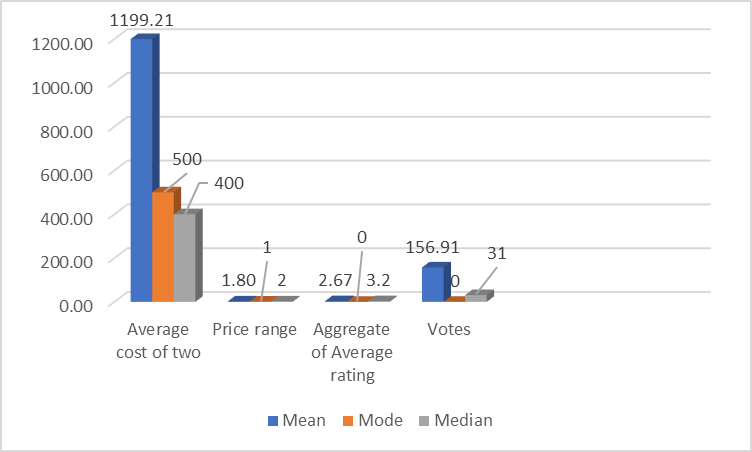 1199.21
1200.00
1000.00
800.00
600.00
400.00
200.00
0.00
500
400
1.80
1
2
2.67
0
3.2
156.91
0
31
Average
cost of two
Price range
Aggregate
of Average
rating
Votes
Mean
Mode
Median